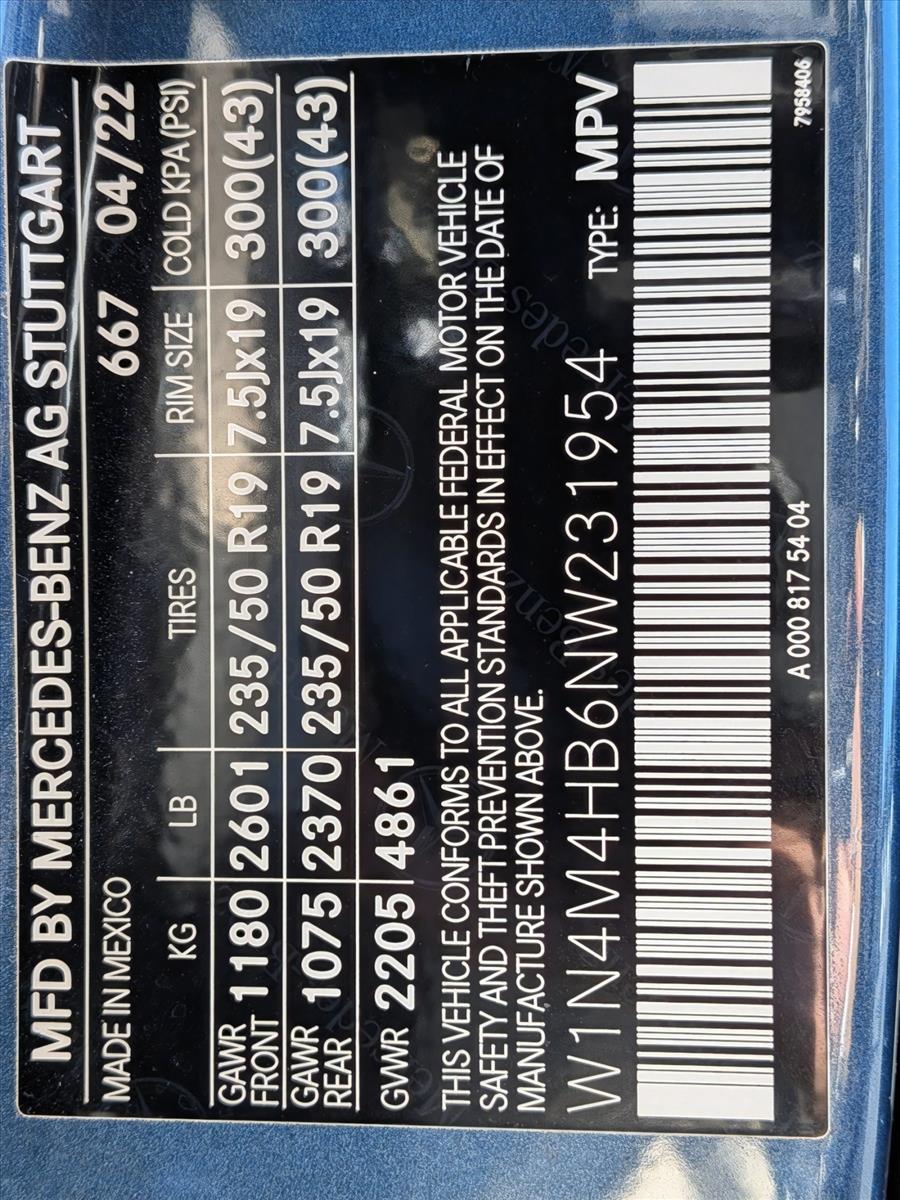 MFD BY MERCEDES-BENZ AG STUTTGART
MADE IN MEXICO 667 04/22
KG LB TIRES RIM SIZE COLD KPA (PSI)
GAWR FRONT 1180 2601 235/50 R19 7.5Jx19 300(43)
GAWR REAR 1075 2370 235/50 R19 7.5Jx19 300(43)
GVWR 2205 4861
THIS VEHICLE CONFORMS TO ALL APPLICABLE FEDERAL MOTOR VEHICLE
SAFETY AND THEFT PREVENTION STANDARDS IN EFFECT ON THE DATE OF
MANUFACTURE SHOWN ABOVE.
W1N4M4HB6NW231954 TYPE: MPV
A 000 817 54 04 7958406